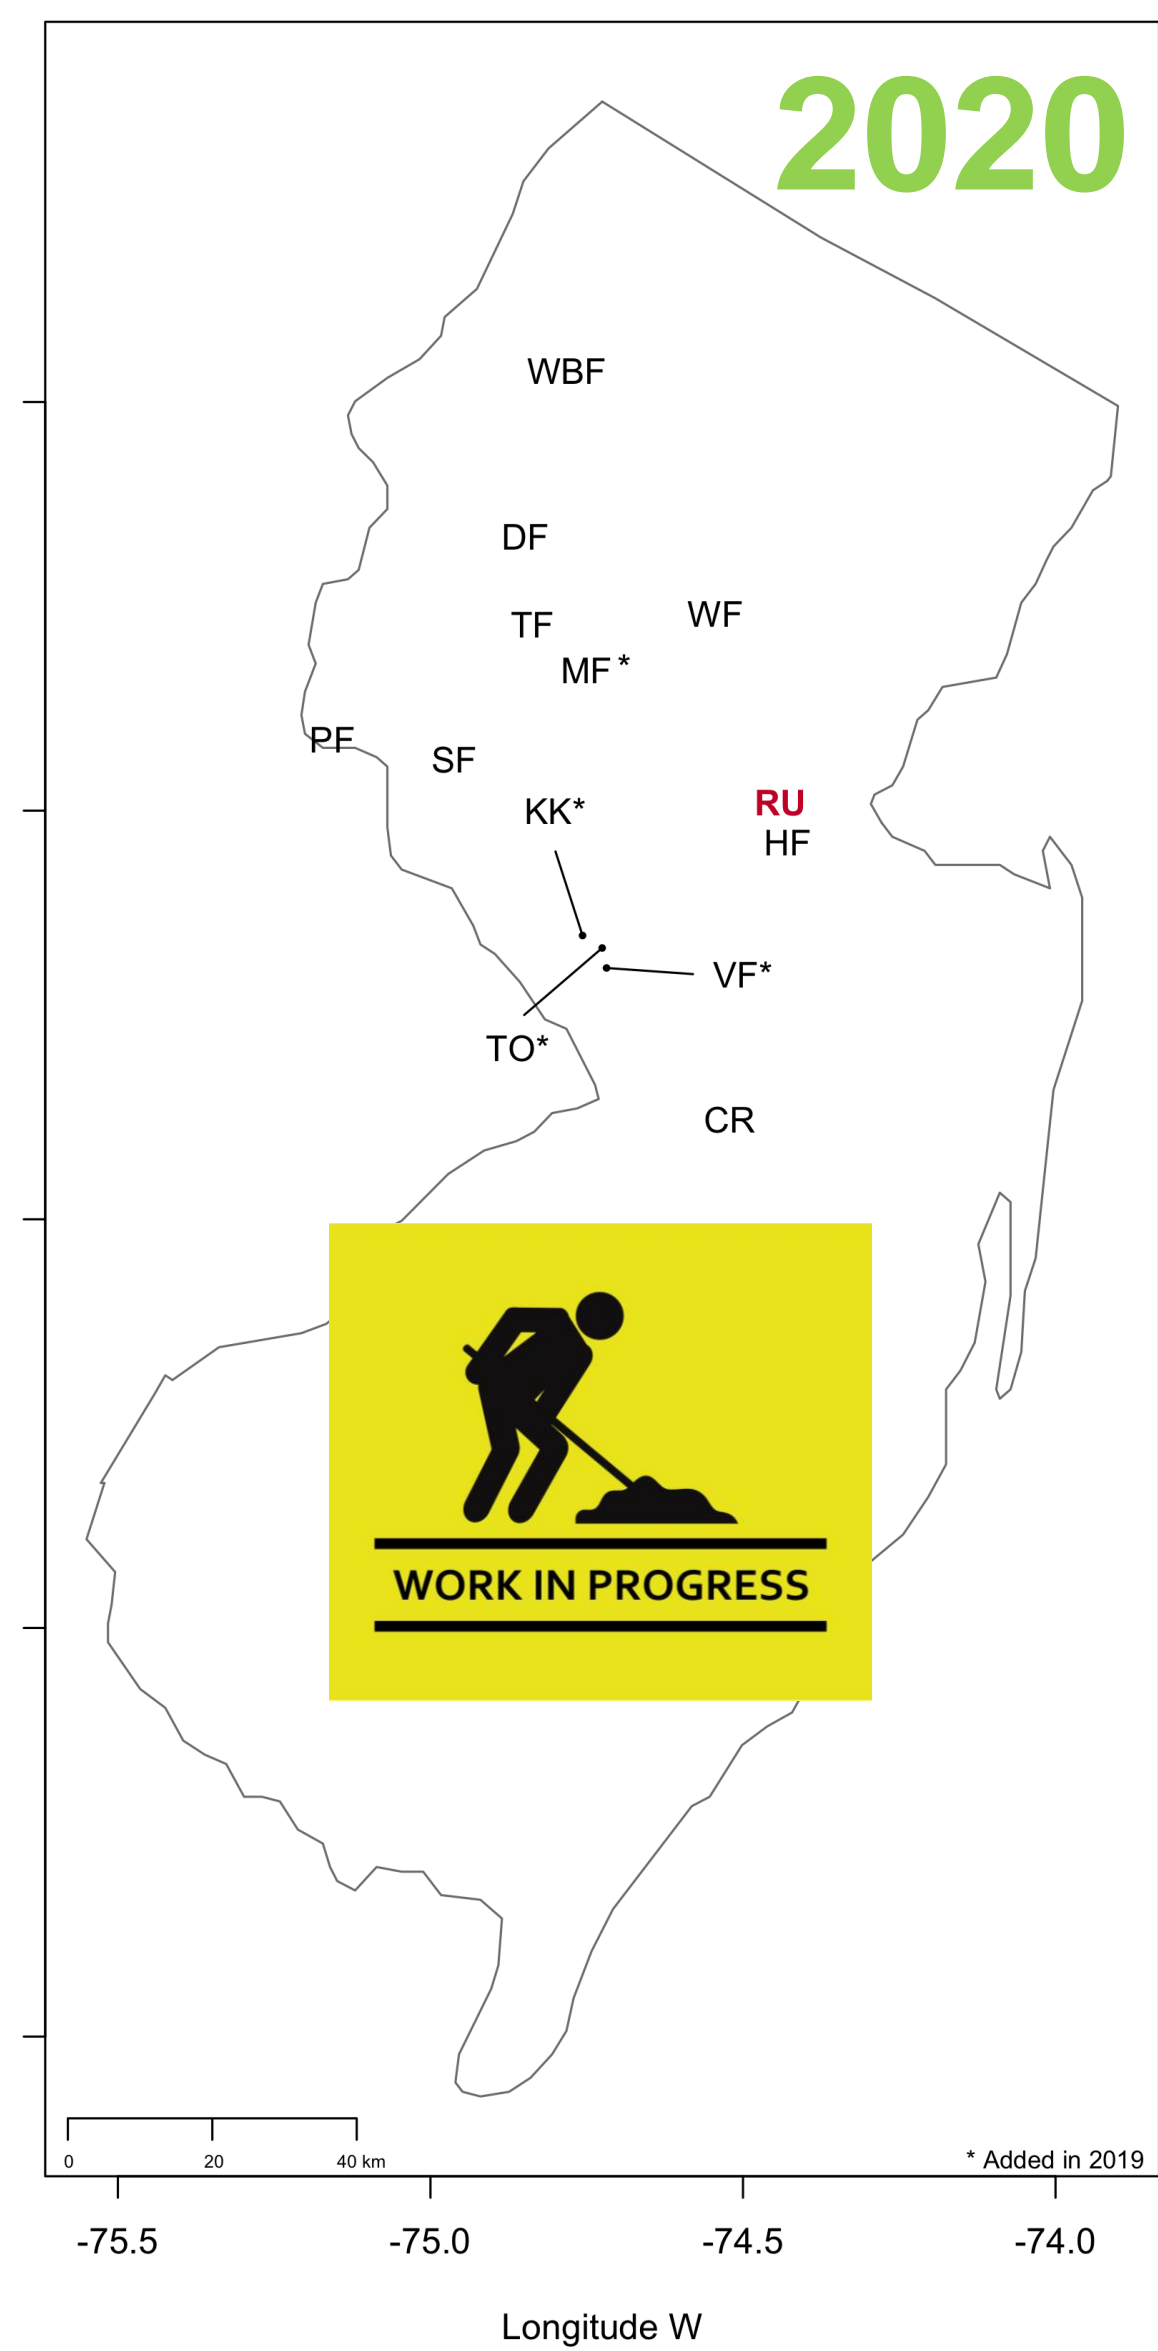 2020
WBF
DF
WF
TF
MF *
PF
SF
RU
KK*
HF
VF*
TO*
CR
WORK IN PROGRESS
0 20 40 km
* Added in 2019
-75.5 -75.0 -74.5 -74.0
Longitude W